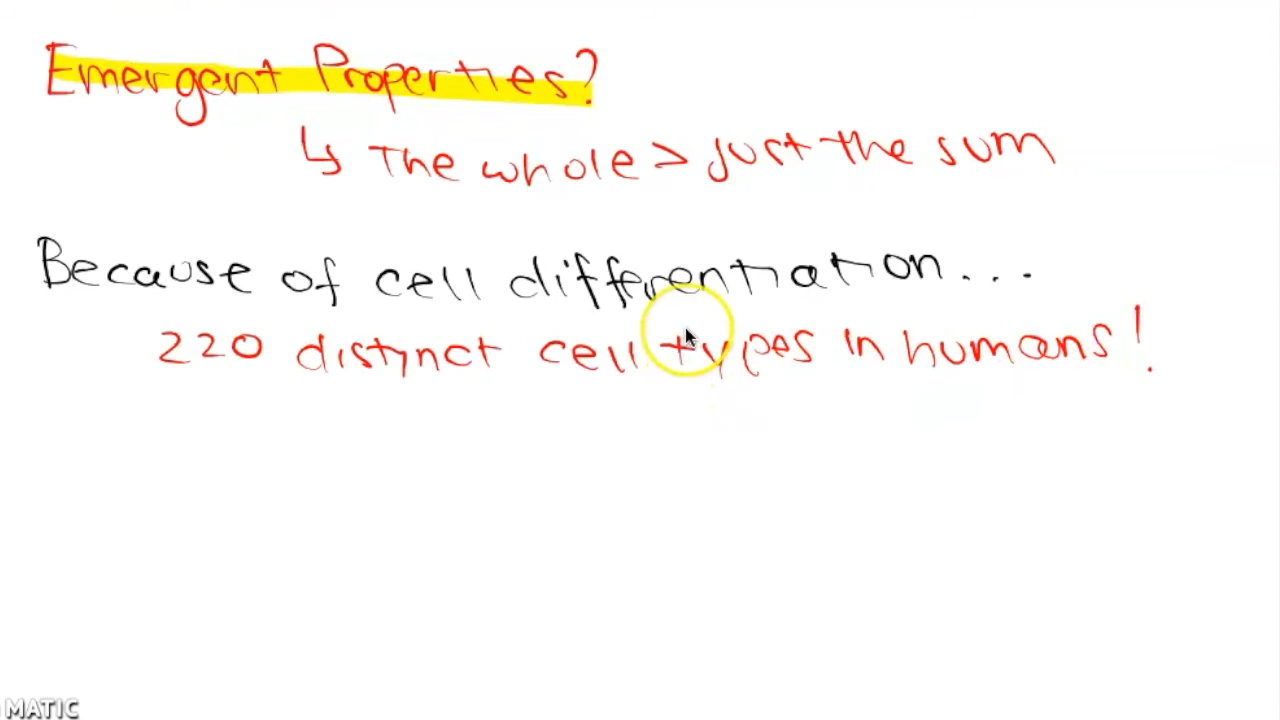 Emergent Properties?
↳ The whole > just the sum
Because of cell differentiation...
220 distinct cell types in humans!
MATIC